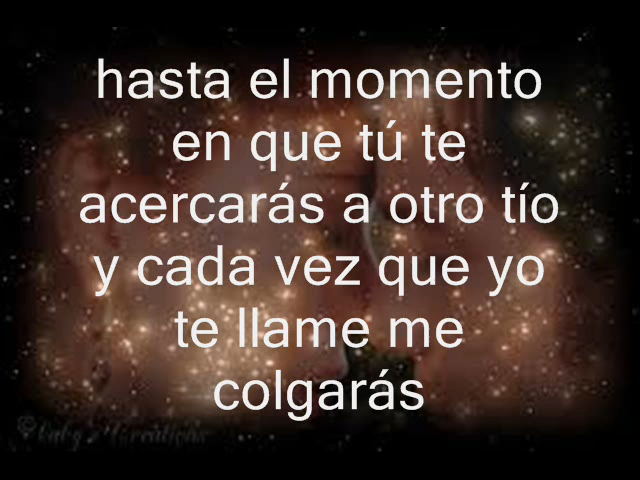 hasta el momento
en que tú te
acercarás a otro tío
y cada vez que yo
te llame me
colgarás